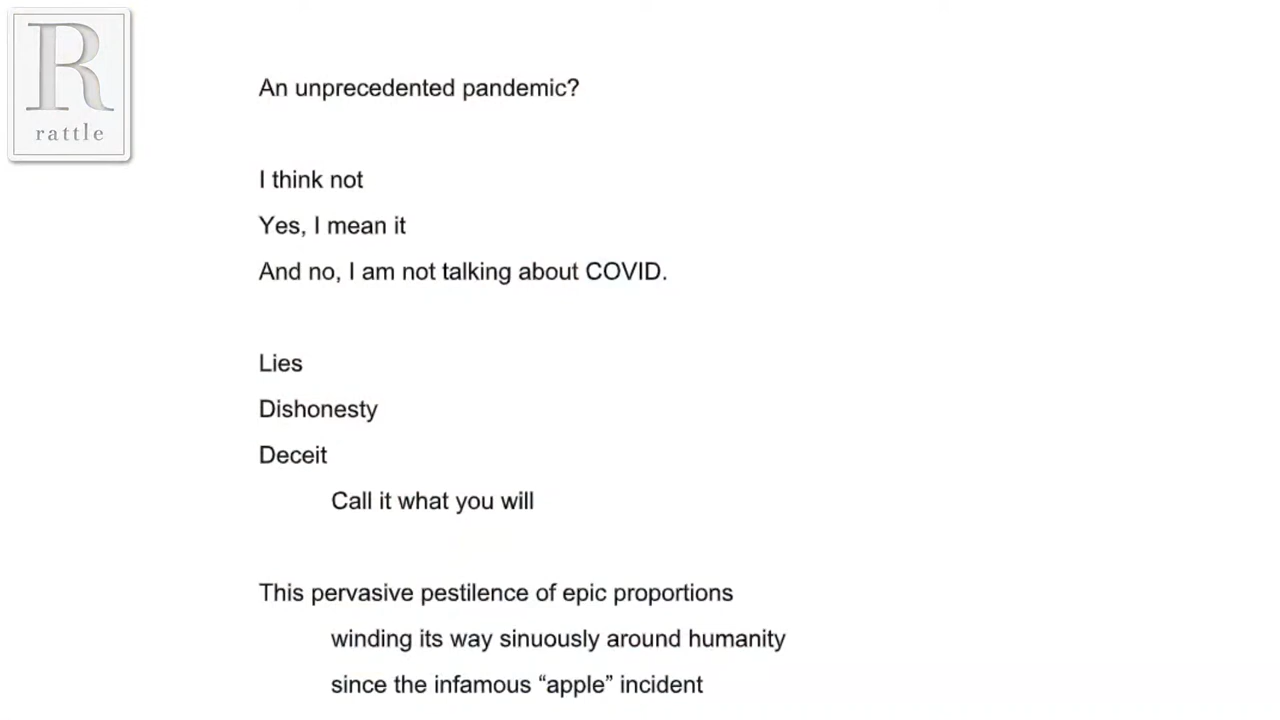 R
rattle
An unprecedented pandemic?
I think not
Yes, I mean it
And no, I am not talking about COVID.
Lies
Dishonesty
Deceit
Call it what you will
This pervasive pestilence of epic proportions
winding its way sinuously around humanity
since the infamous “apple” incident